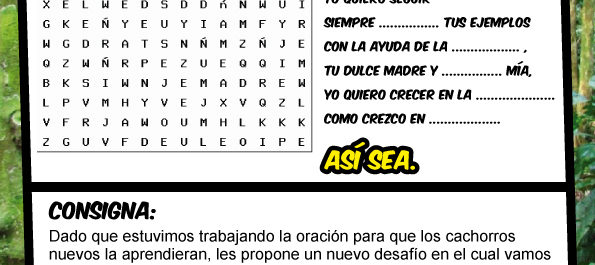 X E L W E D S D D Ñ N W U I
G K E Ñ Y E U Y I A M F Y R
W G D R A T S N Ñ M Z Ñ J E
Q Z W Ñ R P E Z U E Q Q I M
B K S I W N J E M A D R E W
L P V M H Y V E J X V Q Z L
V F R J A W O U M H L K K K
Z G U V F D E U L E O I P E
YO QUIERO SEGUIR
SIEMPRE ............... TUS EJEMPLOS
CON LA AYUDA DE LA ................. ,
TU DULCE MADRE Y ............... MÍA,
YO QUIERO CRECER EN LA ....................
COMO CREZCO EN ..................
ASÍ SEA.
CONSIGNA:
Dado que estuvimos trabajando la oración para que los cachorros
nuevos la aprendieran, les propone un nuevo desafío en el cual vamos